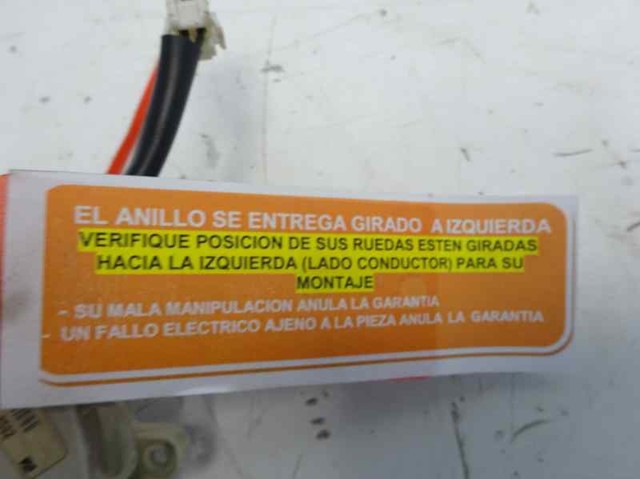 EL ANILLO SE ENTREGA GIRADO A IZQUIERDA
VERIFIQUE POSICION DE SUS RUEDAS ESTEN GIRADAS
HACIA LA IZQUIERDA (LADO CONDUCTOR) PARA SU
MONTAJE
- SU MALA MANIPULACION ANULA LA GARANTIA
- UN FALLO ELECTRICO AJENO A LA PIEZA ANULA LA GARANTIA